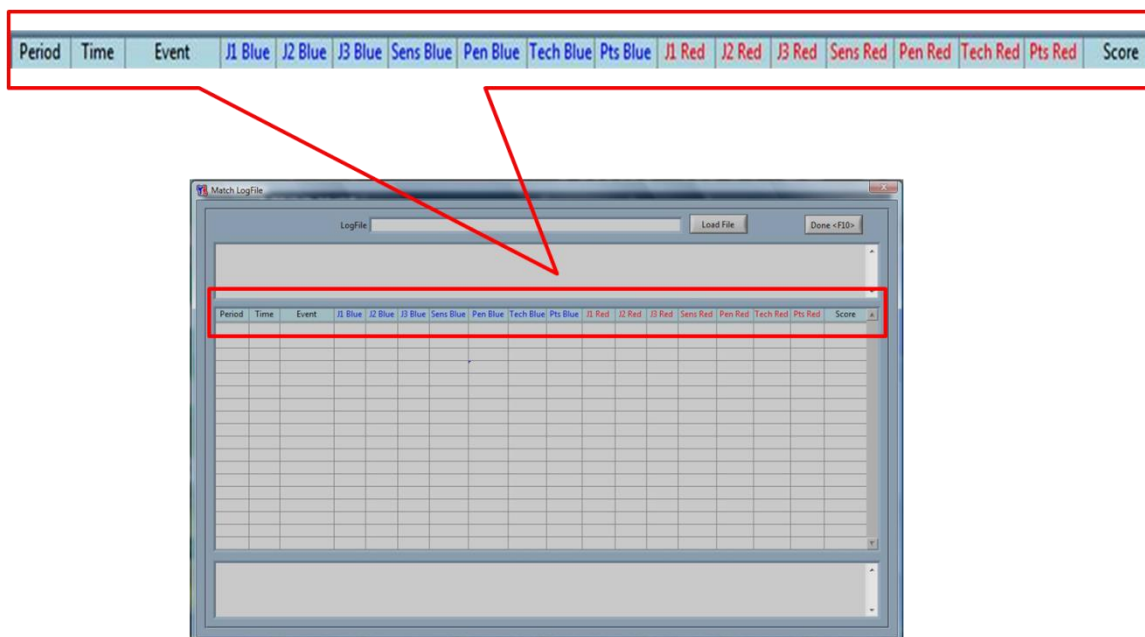 Period Time Event J1 Blue J2 Blue J3 Blue Sens Blue Pen Blue Tech Blue Pts Blue J1 Red J2 Red J3 Red Sens Red Pen Red Tech Red Pts Red Score
Match LogFile
LogFile Load File Done <F10>
Period Time Event J1 Blue J2 Blue J3 Blue Sens Blue Pen Blue Tech Blue Pts Blue J1 Red J2 Red J3 Red Sens Red Pen Red Tech Red Pts Red Score